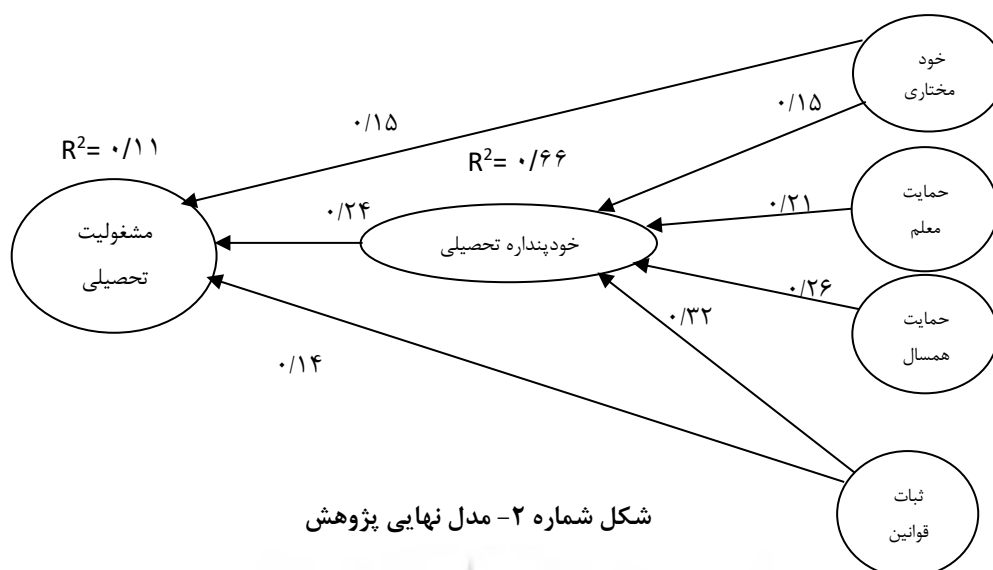 خود
مختاری
۰/۱۵
۰/۱۵
R²= ۰/۱۱
R²= ۰/۶۶
حمایت
معلم
۰/۲۱
۰/۲۴
مشغولیت
تحصیلی
خودپنداره تحصیلی
۰/۲۶
حمایت
همسال
۰/۳۲
۰/۱۴
ثبات
قوانین
شکل شماره ۲- مدل نهایی پژوهش